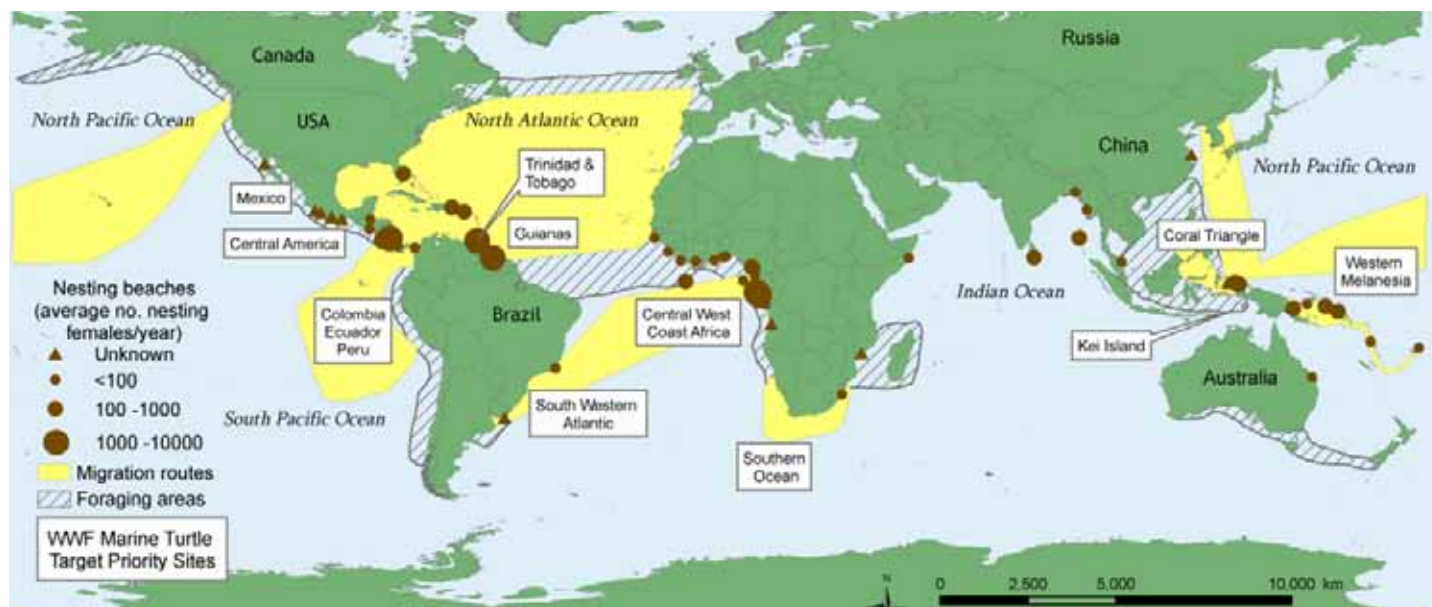 Canada
Russia
North Pacific Ocean
USA
North Atlantic Ocean
China
North Pacific Ocean
Trinidad &
Tobago
Mexico
Guianas
Central America
Coral Triangle
Western
Melanesia
Nesting beaches
(average no. nesting
females/year)
Unknown
<100
100 -1000
1000 -10000
Migration routes
Foraging areas
WWF Marine Turtle
Target Priority Sites
Colombia
Ecuador
Peru
Brazil
Central West
Coast Africa
Indian Ocean
Kei Island
Australia
South Pacific Ocean
South Western
Atlantic
Southern
Ocean
N
0 2,500 5,000 10,000 km